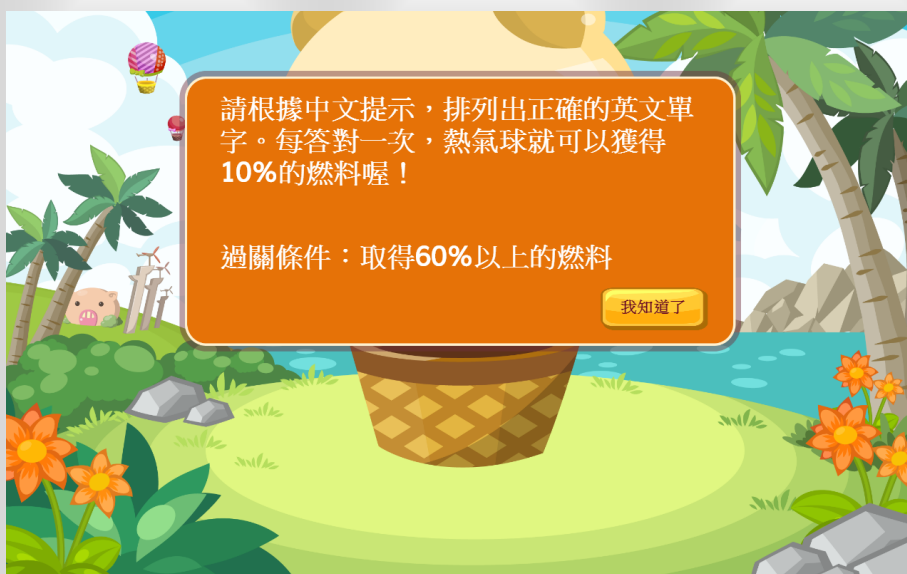 請根據中文提示，排列出正確的英文單
字。每答對一次，熱氣球就可以獲得
10%的燃料喔！
過關條件：取得60%以上的燃料
我知道了